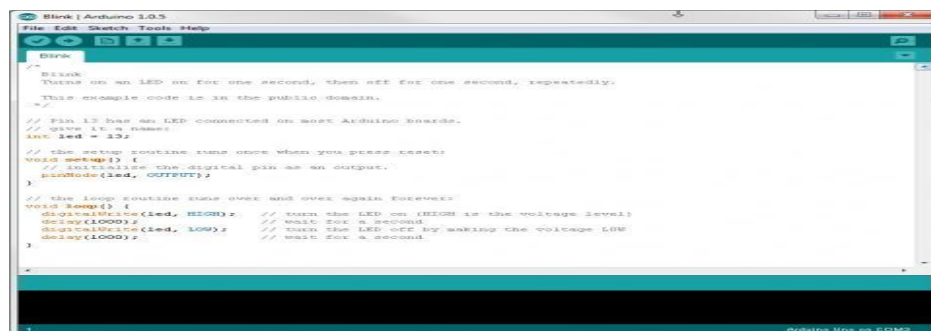 Blink | Arduino 1.0.5
File Edit Sketch Tools Help
Blink
/*
  Blink
  Turns on an LED on for one second, then off for one second, repeatedly.
  This example code is in the public domain.
*/
// Pin 13 has an LED connected on most Arduino boards.
// give it a name:
int led = 13;
// the setup routine runs once when you press reset:
void setup() {
  // initialize the digital pin as an output.
  pinMode(led, OUTPUT);
}
// the loop routine runs over and over again forever:
void loop() {
  digitalWrite(led, HIGH);   // turn the LED on (HIGH is the voltage level)
  delay(1000);               // wait for a second
  digitalWrite(led, LOW);    // turn the LED off by making the voltage LOW
  delay(1000);               // wait for a second
}
1 Arduino Uno on COM3